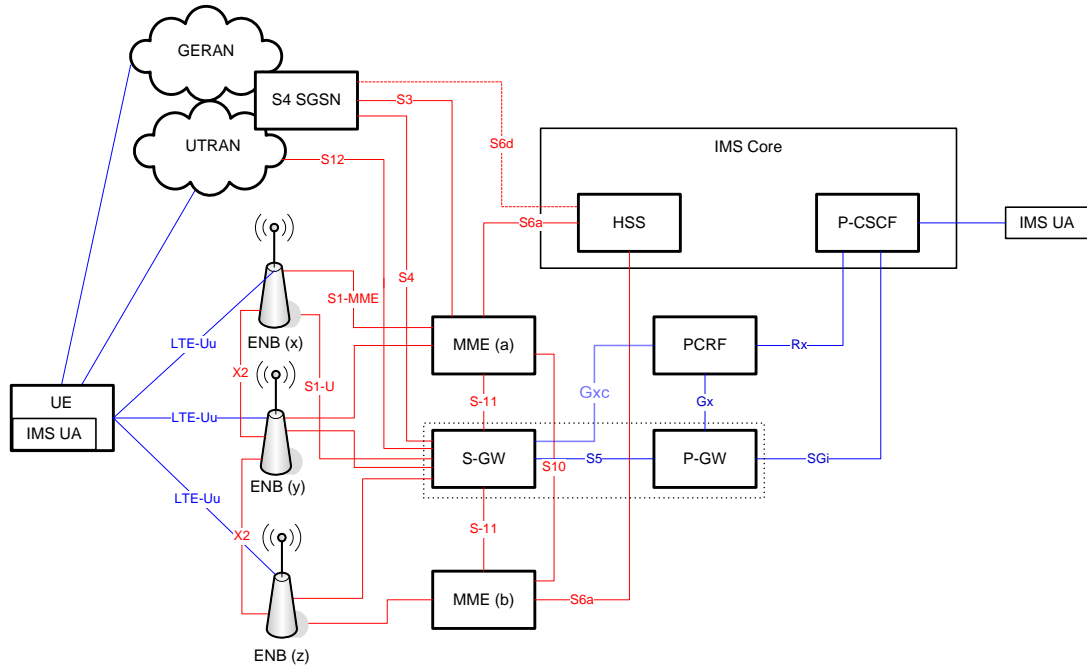 GERAN
S4 SGSN
S3
UTRAN
S12
S6d
IMS Core
HSS
P-CSCF
IMS UA
S6a
S4
S1-MME
ENB (x)
MME (a)
PCRF
Rx
LTE-Uu
X2
S1-U
Gxc
Gx
UE
IMS UA
LTE-Uu
S-11
S-GW
S5
P-GW
SGi
S10
ENB (y)
LTE-Uu
X2
S-11
MME (b)
S6a
ENB (z)